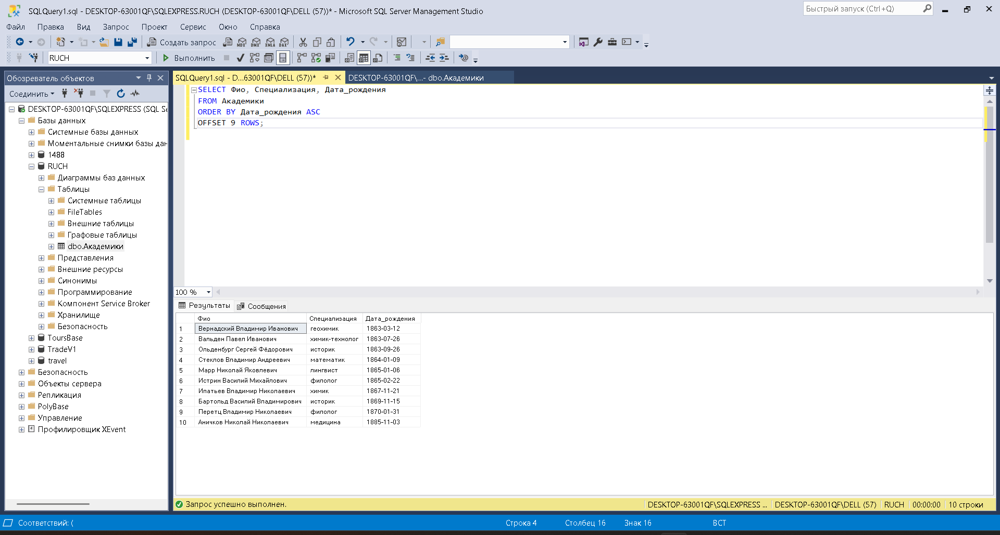 SQLQuery1.sql - DESKTOP-63001QF\SQLEXPRESS.RUCH (DESKTOP-63001QF\DELL (57))* - Microsoft SQL Server Management Studio
Быстрый запуск (Ctrl+Q)
Файл Правка Вид Запрос Проект Сервис Окно Справка
Создать запрос MDX DMX XMLA DAX
RUCH Выполнить
Обозреватель объектов
Соединить
DESKTOP-63001QF\SQLEXPRESS (SQL Se
Базы данных
Системные базы данных
Моментальные снимки базы дан
1488
RUCH
Диаграммы баз данных
Таблицы
Системные таблицы
FileTables
Внешние таблицы
Графовые таблицы
dbo.Академики
Представления
Внешние ресурсы
Синонимы
Программирование
Компонент Service Broker
Хранилище
Безопасность
ToursBase
TradeV1
travel
Безопасность
Объекты сервера
Репликация
PolyBase
Управление
Профилировщик XEvent
SQLQuery1.sql - D...63001QF\DELL (57))* DESKTOP-63001QF\...- dbo.Академики
SELECT Фио, Специализация, Дата_рождения
FROM Академики
ORDER BY Дата_рождения ASC
OFFSET 9 ROWS;
100 %
Результаты Сообщения
Фио Специализация Дата_рождения
1 Вернадский Владимир Иванович геохимик 1863-03-12
2 Вальден Павел Иванович химик-технолог 1863-07-26
3 Ольденбург Сергей Фёдорович историк 1863-09-26
4 Стеклов Владимир Андреевич математик 1864-01-09
5 Марр Николай Яковлевич лингвист 1865-01-06
6 Истрин Василий Михайлович филолог 1865-02-22
7 Ипатьев Владимир Николаевич химик 1867-11-21
8 Бартольд Василий Владимирович историк 1869-11-15
9 Перетц Владимир Николаевич филолог 1870-01-31
10 Аничков Николай Николаевич медицина 1885-11-03
Запрос успешно выполнен. DESKTOP-63001QF\SQLEXPRESS ... DESKTOP-63001QF\DELL (57) RUCH 00:00:00 10 строки
Соответствий: ( Строка 4 Столбец 16 Знак 16 ВСТ